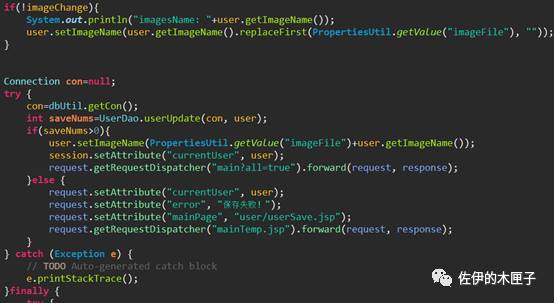 if(!imageChange){
System.out.println("imagesName: "+user.getImageName());
user.setImageName(user.getImageName().replaceFirst(PropertiesUtil.getValue("imageFile"), ""));
}
Connection con=null;
try {
con=dbUtil.getCon();
int saveNums=UserDao.userUpdate(con, user);
if(saveNums>0){
user.setImageName(PropertiesUtil.getValue("imageFile")+user.getImageName());
session.setAttribute("currentUser", user);
request.getRequestDispatcher("main?all=true").forward(request, response);
}else {
request.setAttribute("currentUser", user);
request.setAttribute("error", "保存失败!");
request.setAttribute("mainPage", "user/userSave.jsp");
request.getRequestDispatcher("mainTemp.jsp").forward(request, response);
}
} catch (Exception e) {
// TODO Auto-generated catch block
e.printStackTrace();
}finally {
try {
佐伊的木匣子